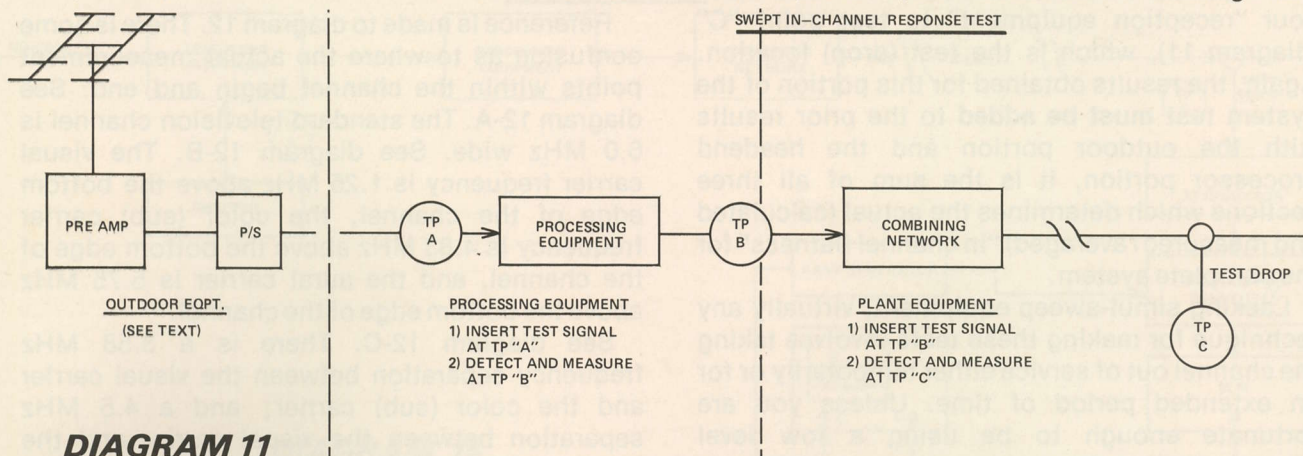 SWEPT IN–CHANNEL RESPONSE TEST
PRE AMP
P/S
TP
A
PROCESSING
EQUIPMENT
TP
B
COMBINING
NETWORK
TEST DROP
TP
C
OUTDOOR EQPT.
(SEE TEXT)
PROCESSING EQUIPMENT
1) INSERT TEST SIGNAL
AT TP "A"
2) DETECT AND MEASURE
AT TP "B"
PLANT EQUIPMENT
1) INSERT TEST SIGNAL
AT TP "B"
2) DETECT AND MEASURE
AT TP "C"
DIAGRAM 11